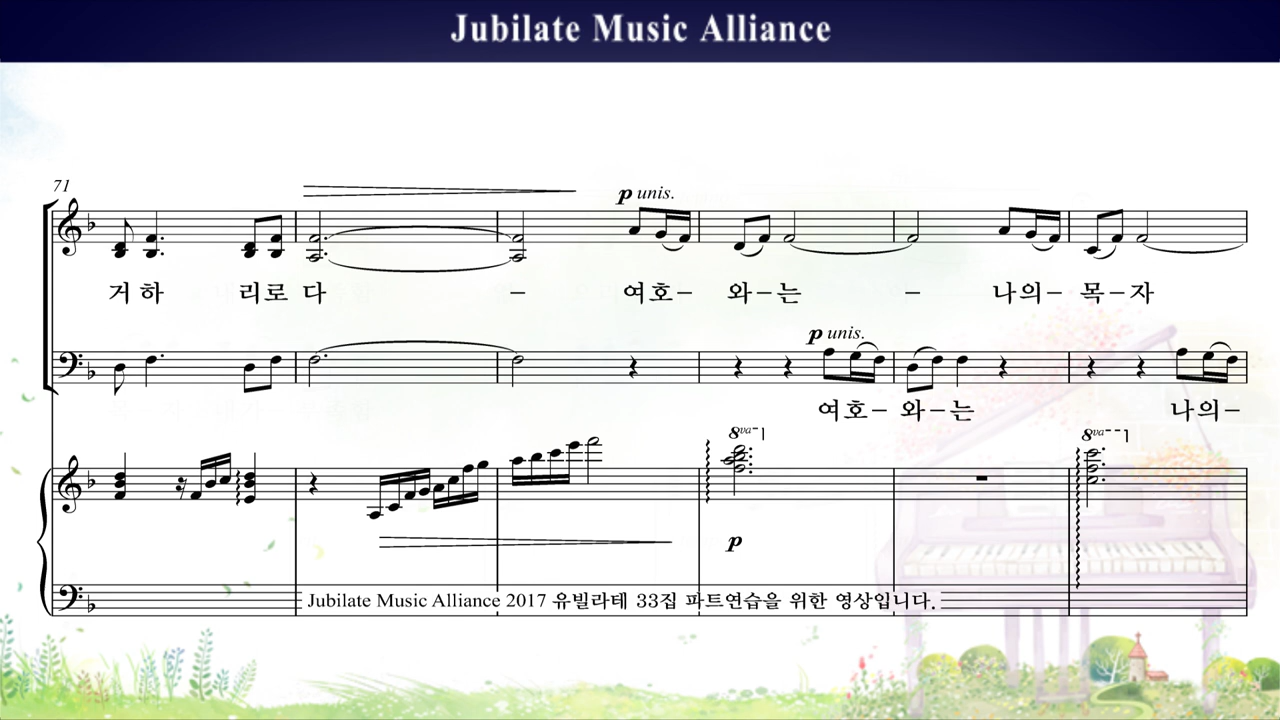 Jubilate Music Alliance
71
p unis.
거 하 리로 다 – 여호– 와–는 – 나의– 목–자
p unis.
여호– 와–는 나의–
8va 8va
p
Jubilate Music Alliance 2017 유빌라테 33집 파트연습을 위한 영상입니다.